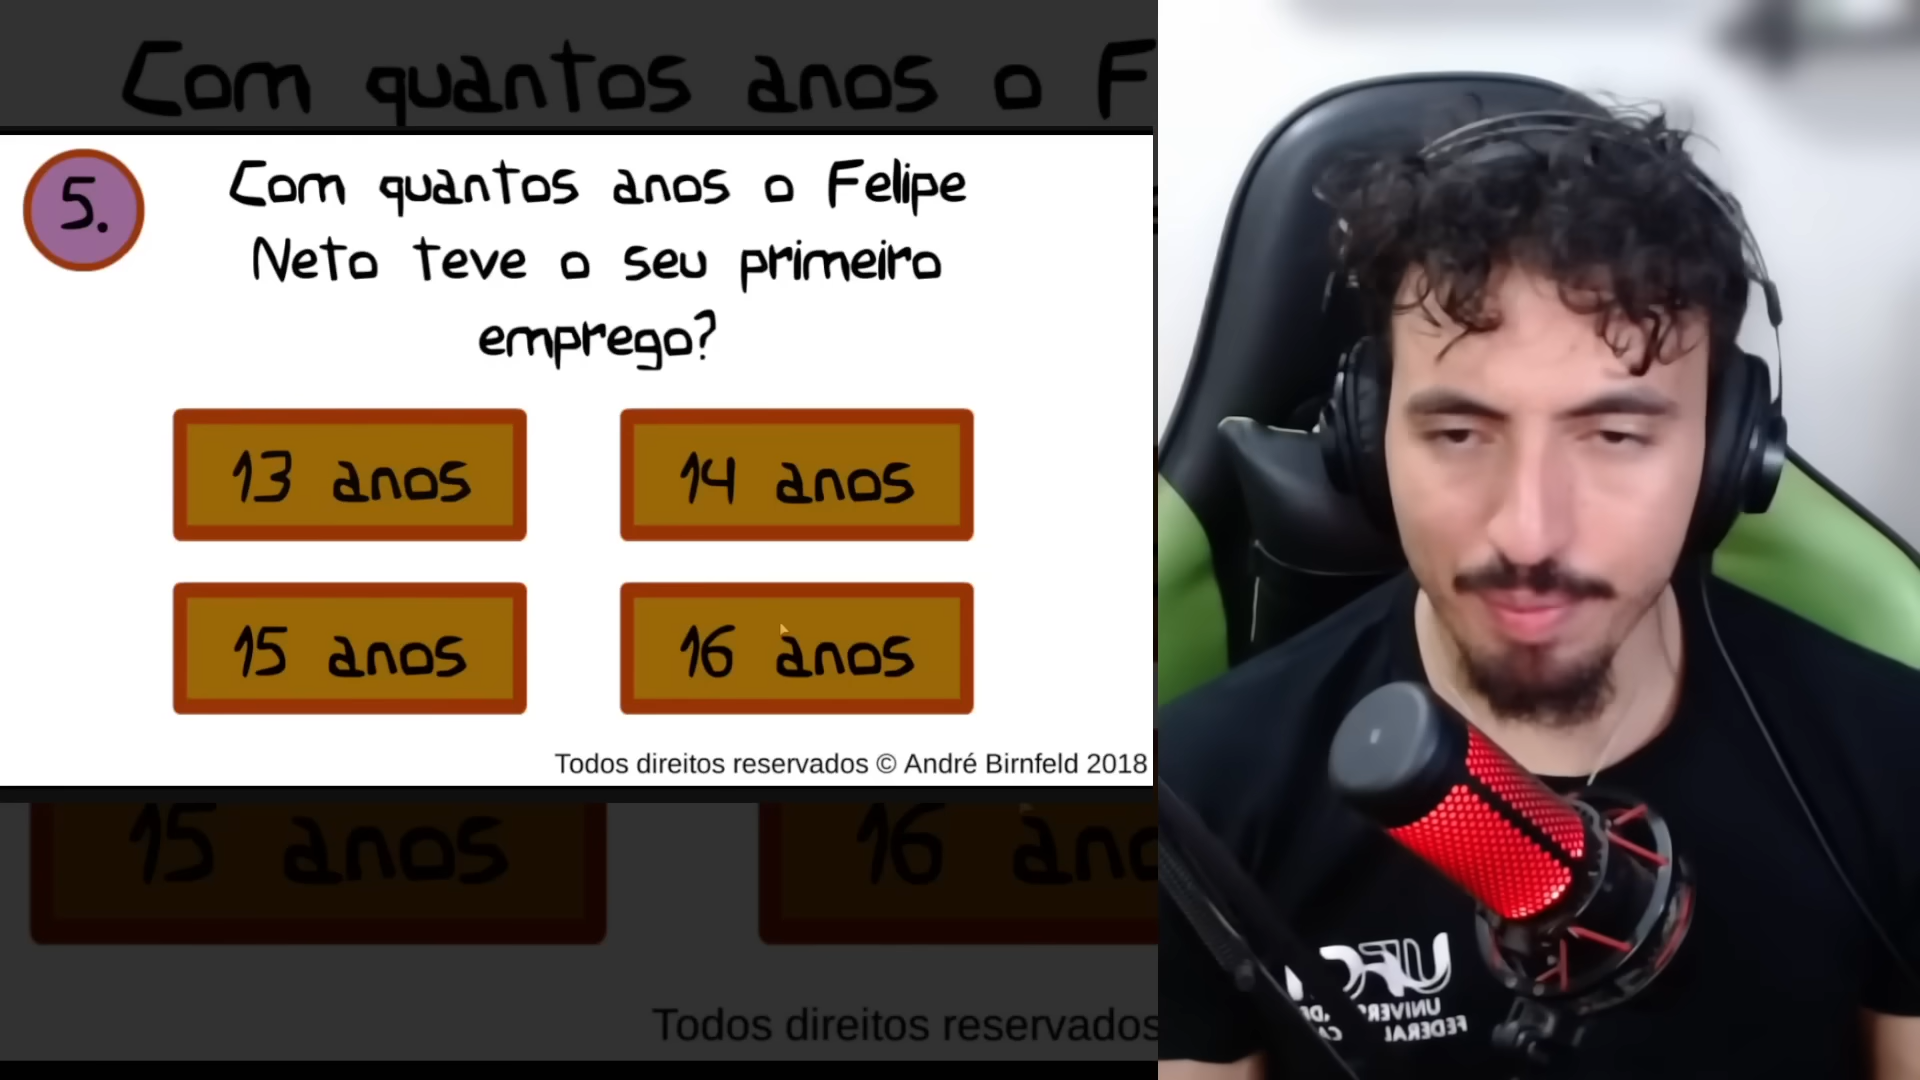 Com quantos anos o F
5.
Com quantos anos o Felipe
Neto teve o seu primeiro
emprego?
13 anos
14 anos
15 anos
16 anos
Todos direitos reservados © André Birnfeld 2018
15 anos
16 ano
Todos direitos reservados
UFC
UNIVERS
FEDERAL